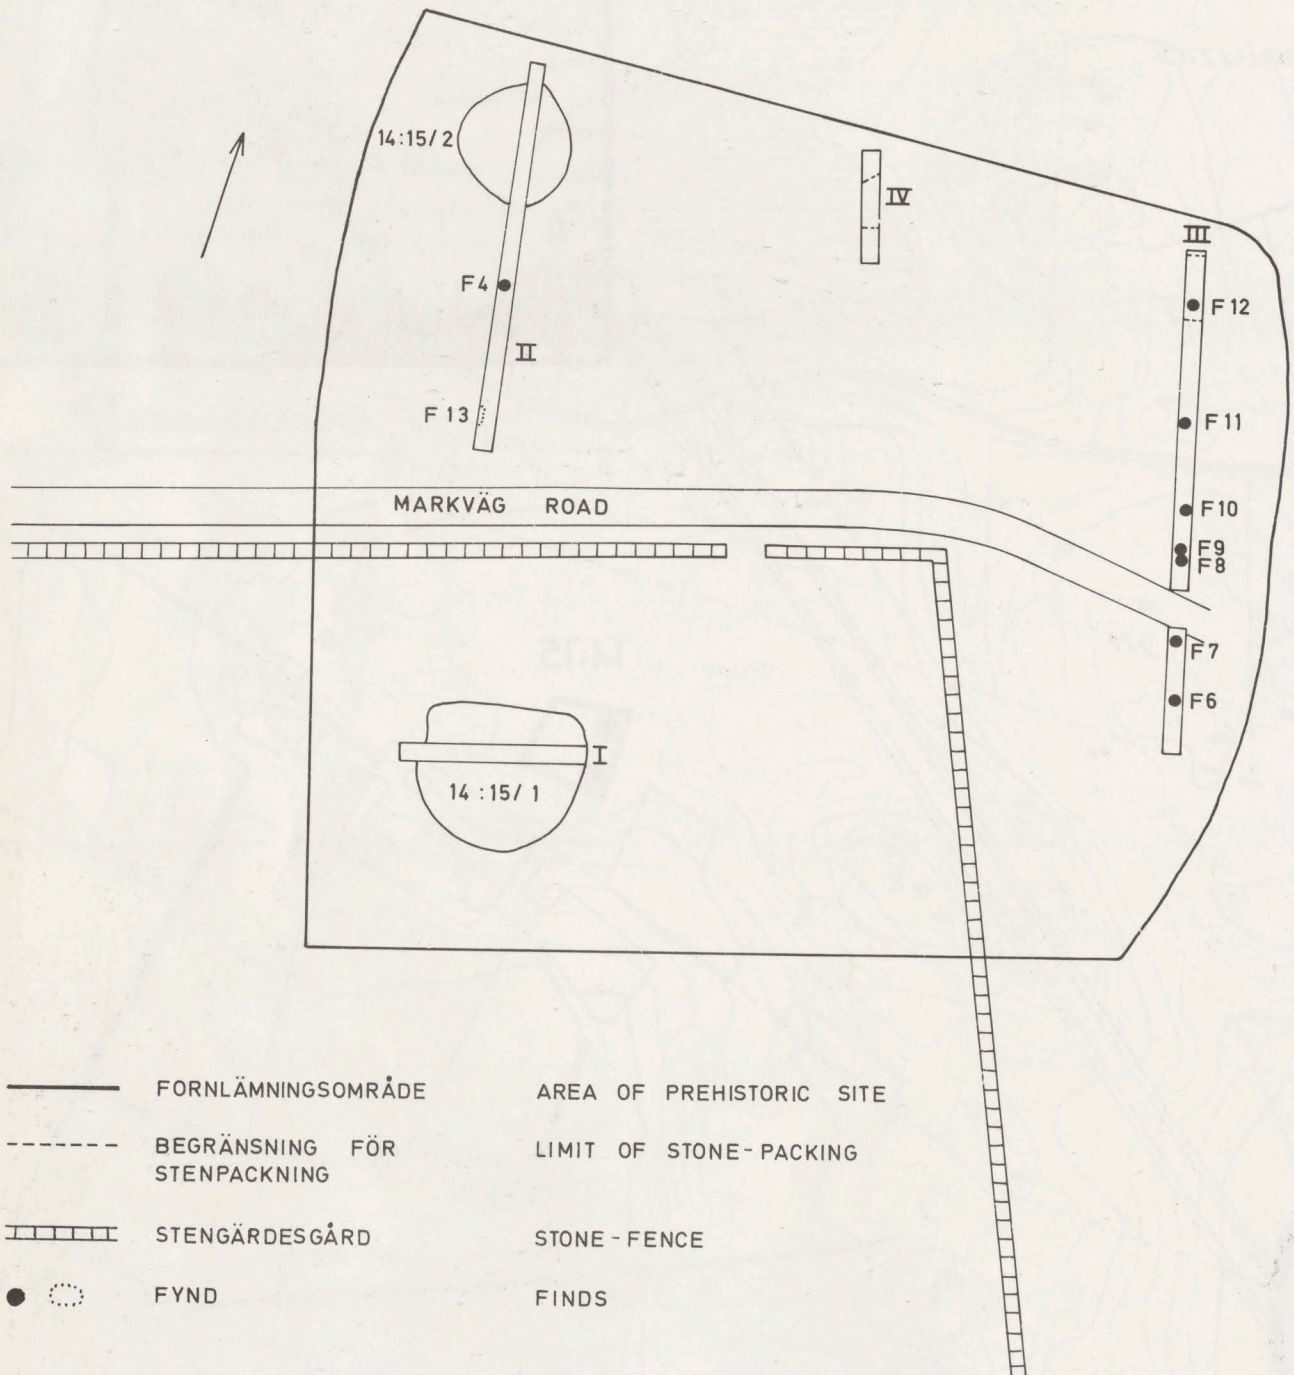 14:15/2
IV
III
F4
F12
II
F13
F11
MARKVÄG ROAD
F10
F9
F8
F7
F6
I
14:15/1
FORNLÄMNINGSOMRÅDE AREA OF PREHISTORIC SITE
BEGRÄNSNING FÖR LIMIT OF STONE-PACKING
STENPACKNING
STENGÄRDESGÅRD STONE-FENCE
FYND FINDS